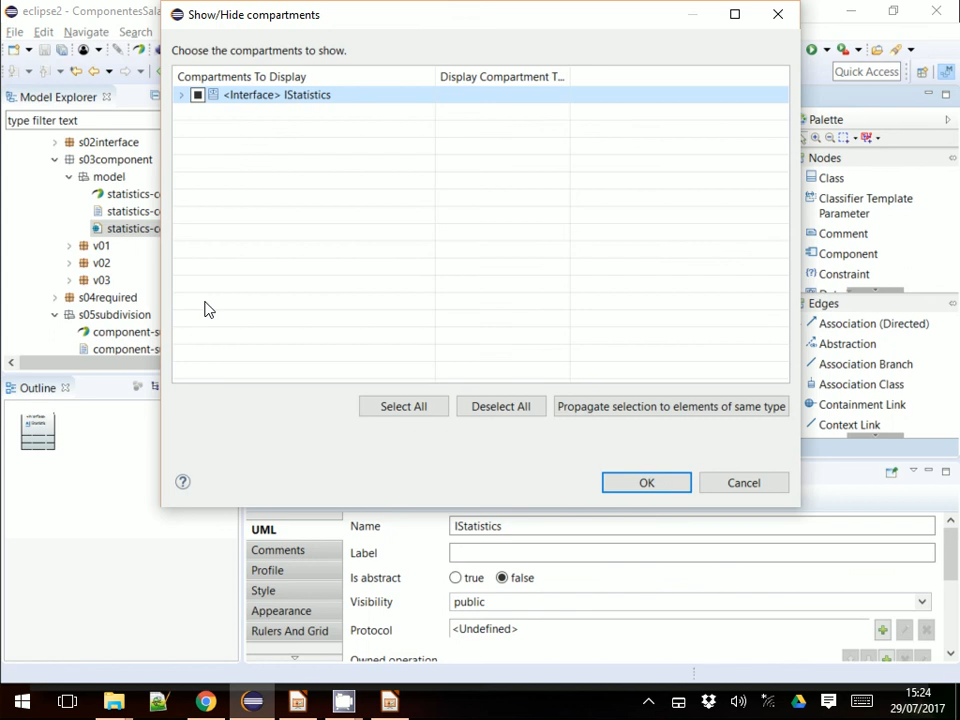 eclipse2 - ComponentesSala
Show/Hide compartments
File Edit Navigate Search
Choose the compartments to show.
Compartments To Display
Display Compartment T...
<Interface> IStatistics
Quick Access
Model Explorer
type filter text
s02interface
s03component
model
statistics-c
statistics-c
statistics-c
v01
v02
v03
s04required
s05subdivision
component-s
component-s
Palette
Nodes
Class
Classifier Template
Parameter
Comment
Component
Constraint
Edges
Association (Directed)
Abstraction
Association Branch
Association Class
Containment Link
Context Link
Outline
Select All
Deselect All
Propagate selection to elements of same type
OK
Cancel
UML
Comments
Profile
Style
Appearance
Rulers And Grid
Name
IStatistics
Label
Is abstract
true
false
Visibility
public
Protocol
<Undefined>
Owned operation
15:24
29/07/2017